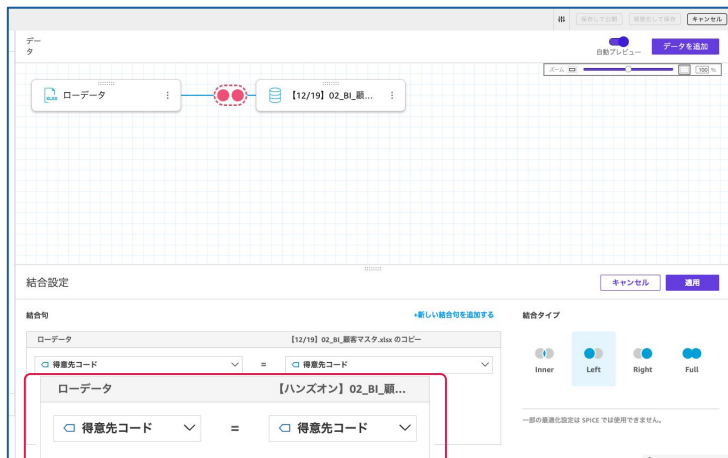 保存して公開 視覚化して保存 キャンセル
デー
タ
自動プレビュー
データを追加
ズーム 100 %
XLSX ローデータ
【12/19】02_BI_顧...
結合設定
キャンセル 適用
結合句
+新しい結合句を追加する
結合タイプ
ローデータ
【12/19】02_BI_顧客マスタ.xlsx のコピー
得意先コード = 得意先コード
Inner Left Right Full
ローデータ
【ハンズオン】02_BI_顧...
得意先コード = 得意先コード
一部の最適化設定は SPICE では使用できません。